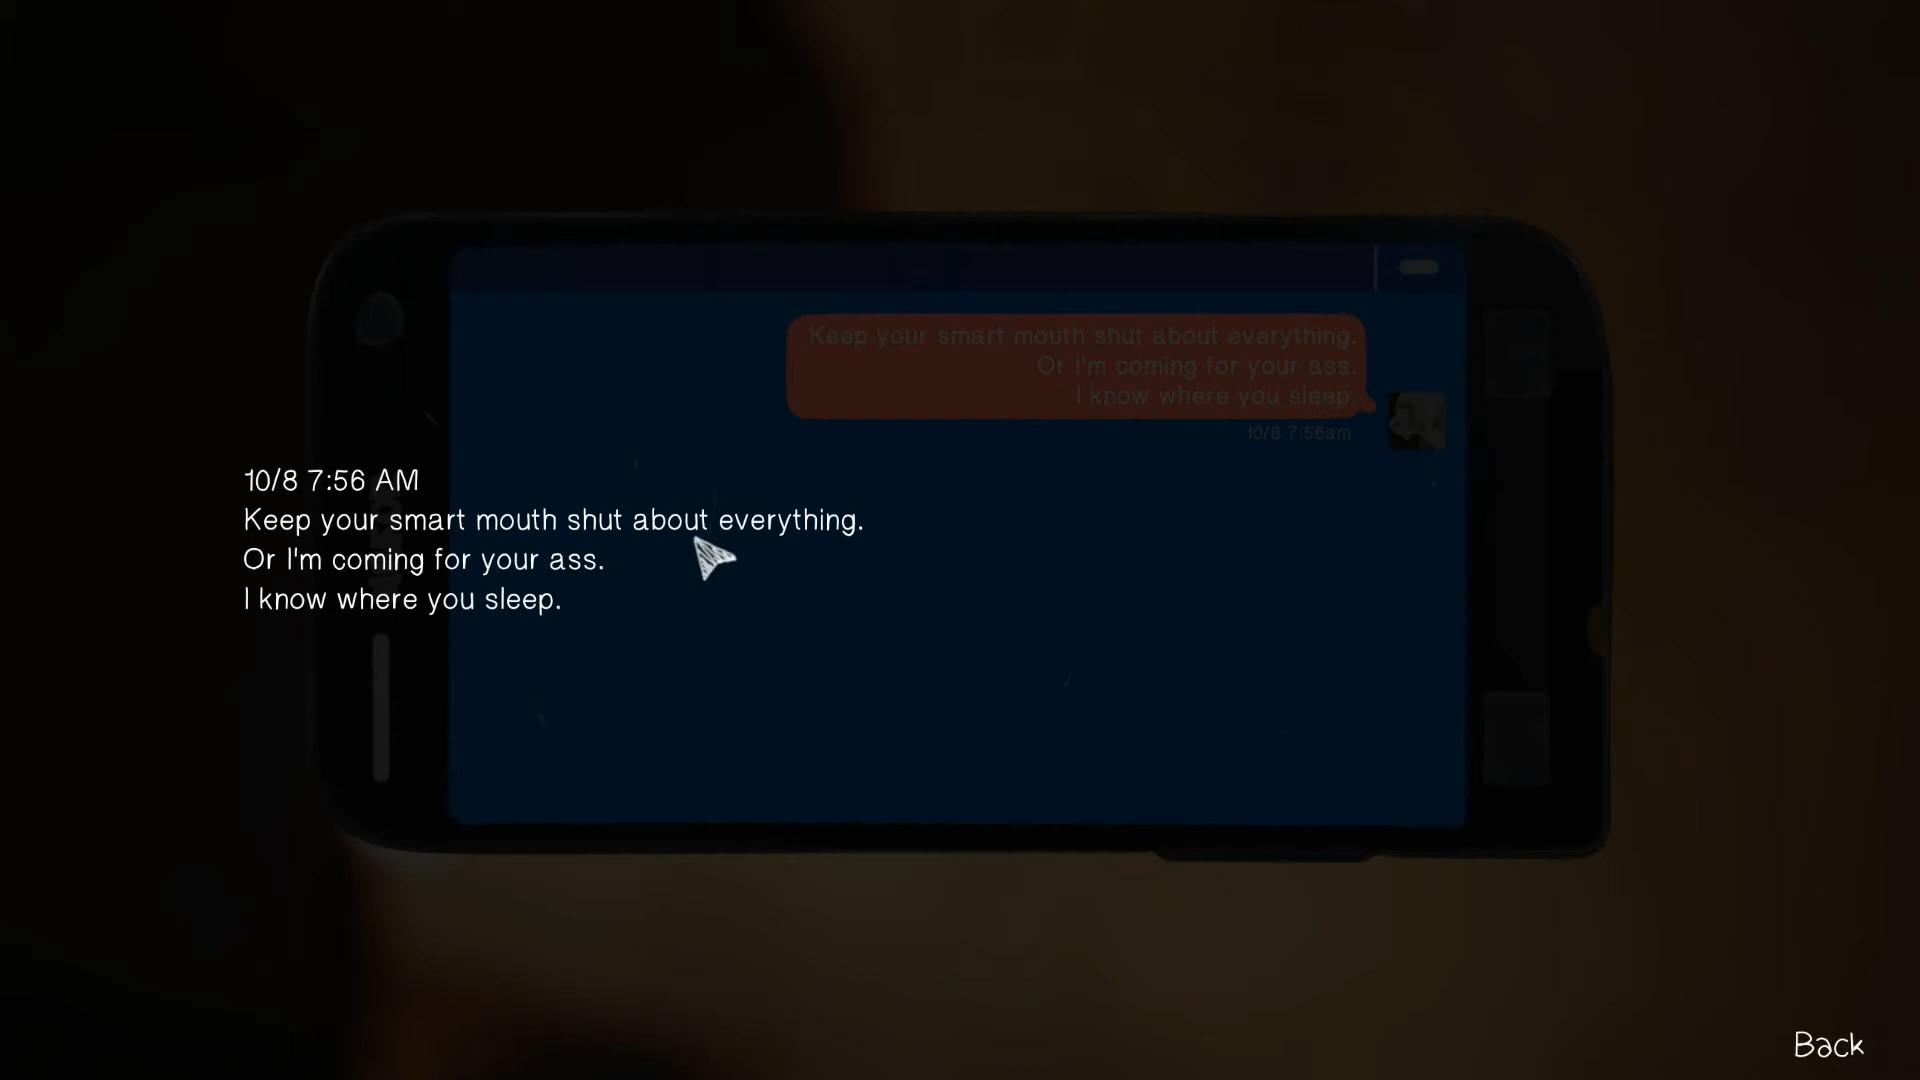 Keep your smart mouth shut about everything.
Or I'm coming for your ass.
I know where you sleep.
10/8 7:56am
10/8 7:56 AM
Keep your smart mouth shut about everything.
Or I'm coming for your ass.
I know where you sleep.
Back